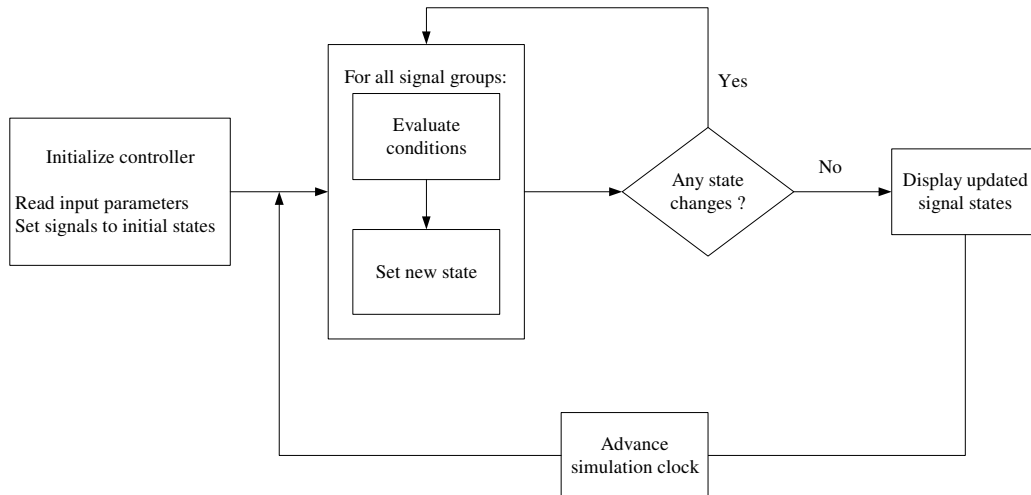 Initialize controller
Read input parameters
Set signals to initial states
For all signal groups:
Evaluate
conditions
Set new state
Yes
Any state
changes ?
No
Display updated
signal states
Advance
simulation clock